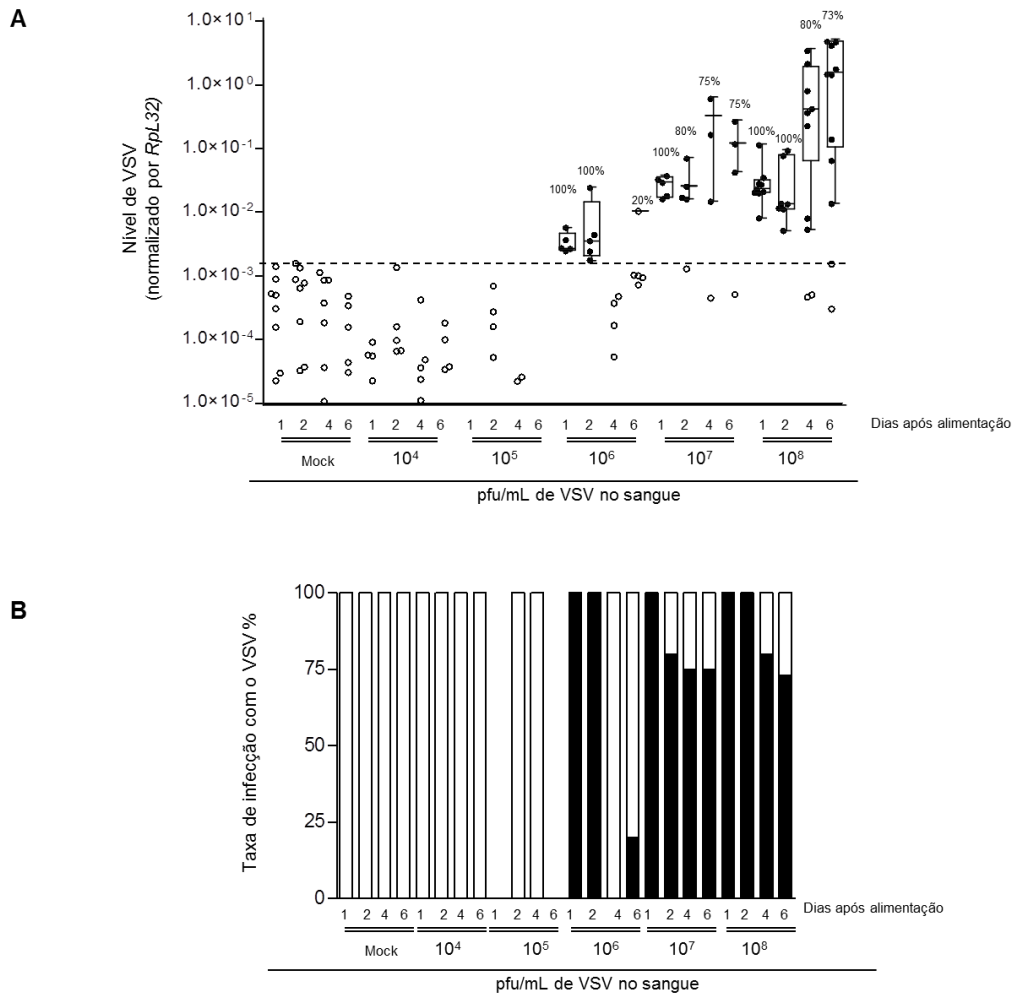 A
Nível de VSV
(normalizado por RpL32)
1.0×10¹
1.0×10⁰
1.0×10⁻¹
1.0×10⁻²
1.0×10⁻³
1.0×10⁻⁴
1.0×10⁻⁵
100% 100% 20% 100% 80% 75% 75% 100% 100% 80% 73%
1 2 4 6 1 2 4 6 1 2 4 6 1 2 4 6 1 2 4 6 1 2 4 6 Dias após alimentação
Mock 10⁴ 10⁵ 10⁶ 10⁷ 10⁸
pfu/mL de VSV no sangue
B
Taxa de infecção com o VSV %
100
75
50
25
0
1 2 4 6 1 2 4 6 1 2 4 6 1 2 4 6 1 2 4 6 1 2 4 6 Dias após alimentação
Mock 10⁴ 10⁵ 10⁶ 10⁷ 10⁸
pfu/mL de VSV no sangue